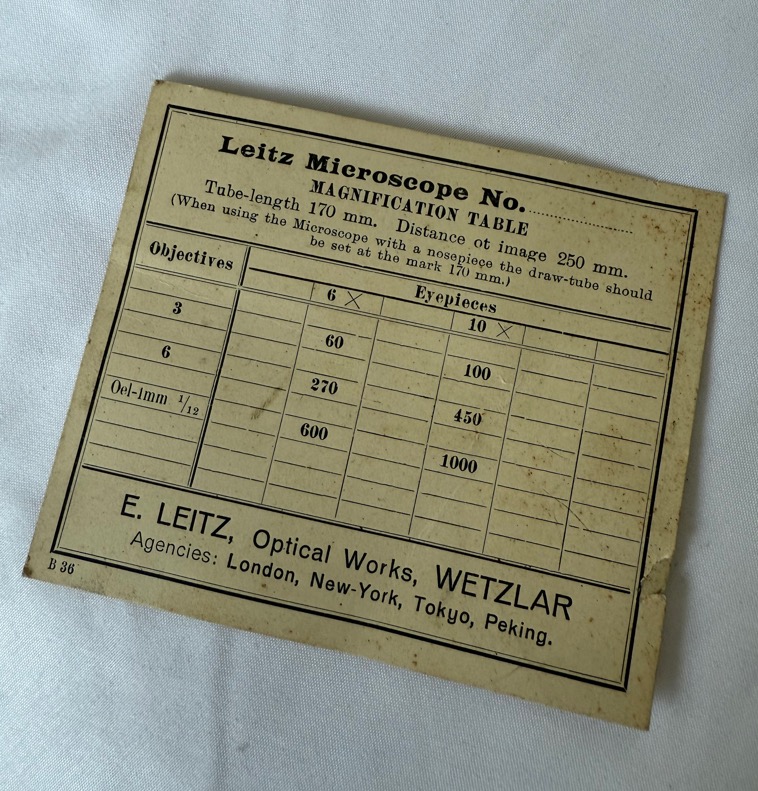 Leitz Microscope No.
MAGNIFICATION TABLE
Tube-length 170 mm. Distance ot image 250 mm.
(When using the Microscope with a nosepiece the draw-tube should
be set at the mark 170 mm.)
Objectives Eyepieces
6 × 10 ×
3 60 100
6 270 450
Oel-1mm 1/12 600 1000
E. LEITZ, Optical Works, WETZLAR
Agencies: London, New-York, Tokyo, Peking.
B 36